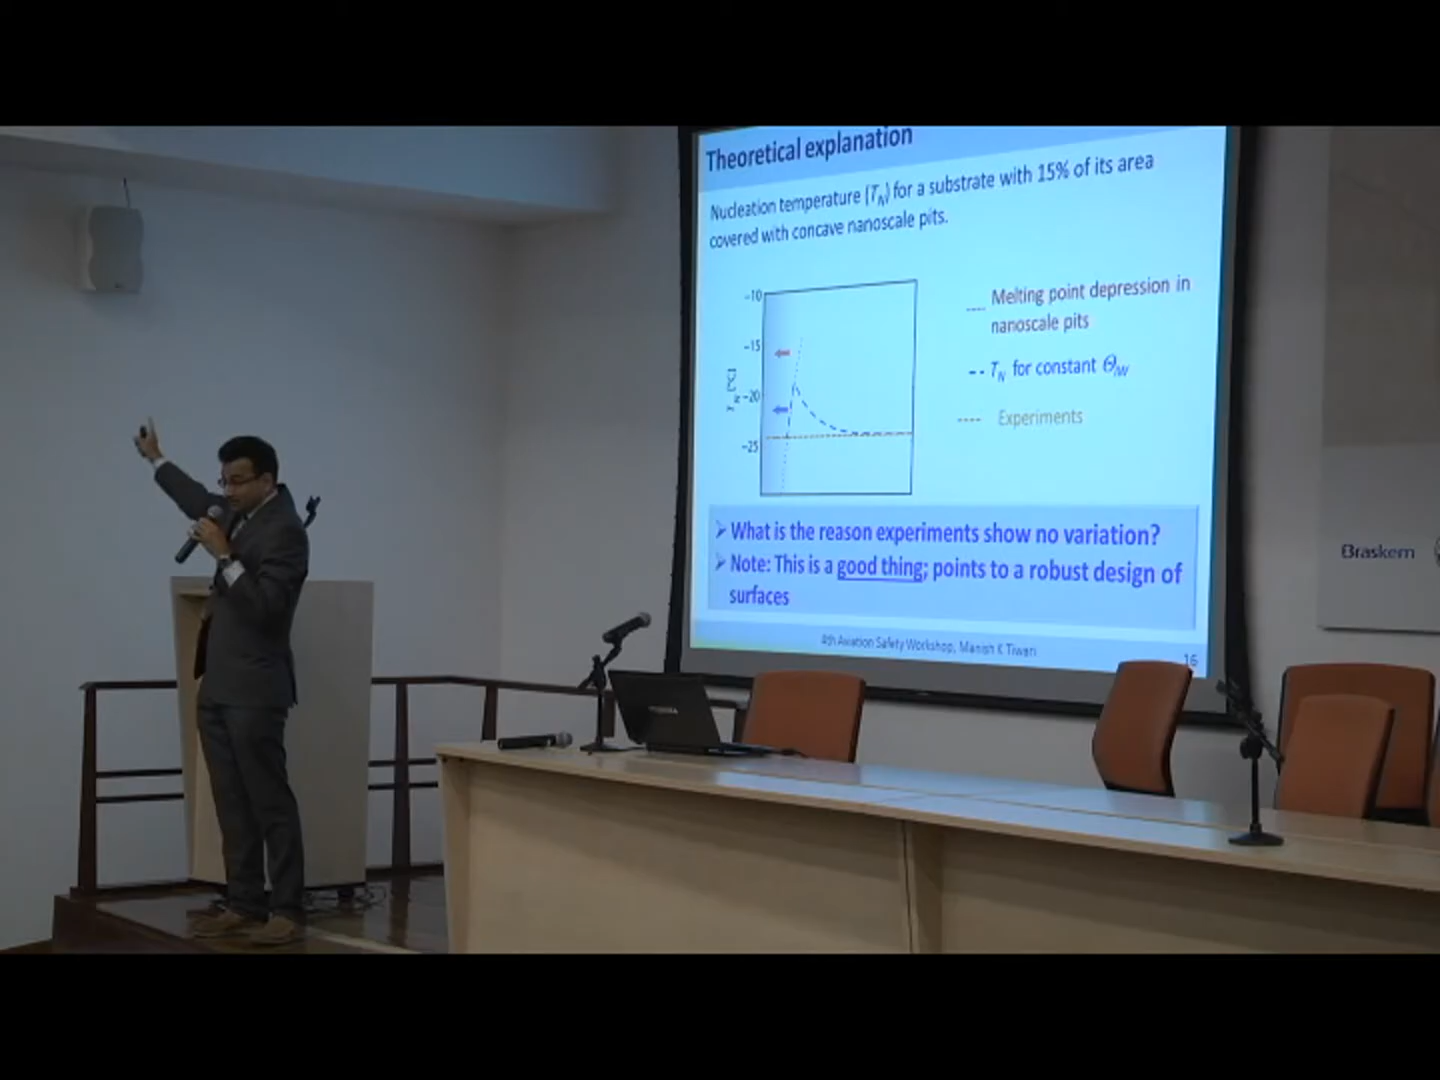 Theoretical explanation
Nucleation temperature (T_N) for a substrate with 15% of its area
covered with concave nanoscale pits.
-10
-15
-20
-25
T_N [°C]
Melting point depression in
nanoscale pits
T_N for constant Θ_IW
Experiments
➢ What is the reason experiments show no variation?
➢ Note: This is a good thing; points to a robust design of
surfaces
4th Aviation Safety Workshop, Manish K Tiwari
16
Braskem
TOSHIBA